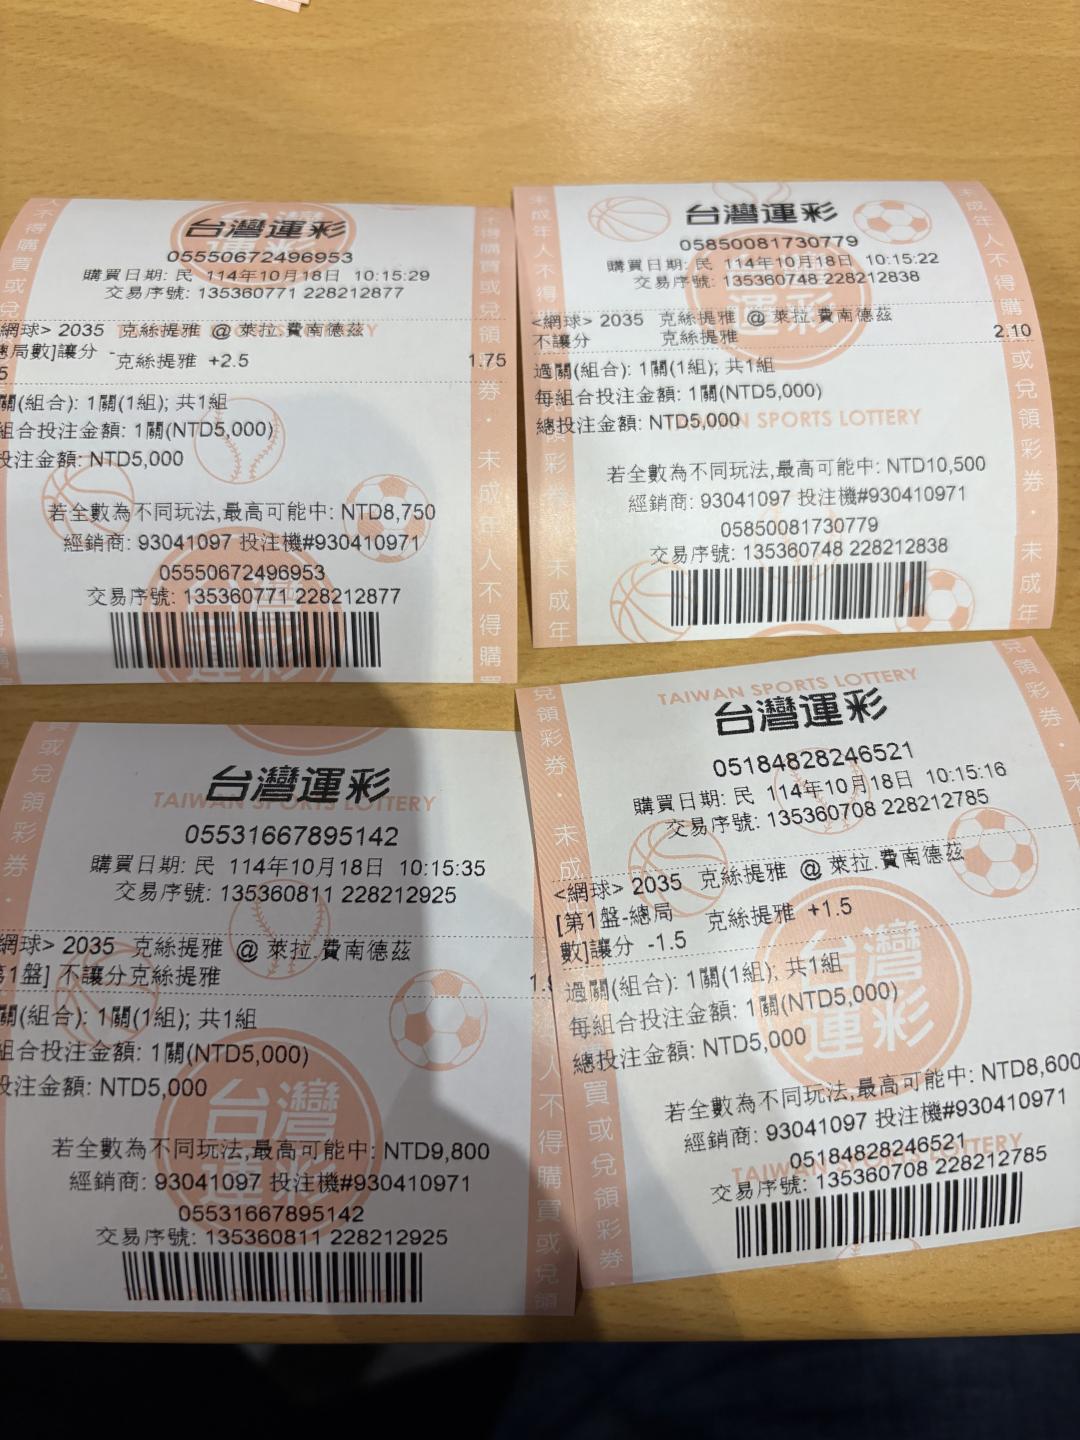 台灣運彩
05550672496953
購買日期: 民 114年10月18日 10:15:29
交易序號: 135360771 228212877
網球> 2035 克絲提雅 @ 萊拉.費南德茲
局數]讓分 - 克絲提雅 +2.5 1.75
5
關(組合): 1關(1組); 共1組
組合投注金額: 1關(NTD5,000)
投注金額: NTD5,000
若全數為不同玩法,最高可能中: NTD8,750
經銷商: 93041097 投注機#930410971
05550672496953
交易序號: 135360771 228212877
台灣運彩
05850081730779
購買日期: 民 114年10月18日 10:15:22
交易序號: 135360748 228212838
<網球> 2035 克絲提雅 @ 萊拉.費南德茲
不讓分 克絲提雅 2.10
過關(組合): 1關(1組); 共1組
每組合投注金額: 1關(NTD5,000)
總投注金額: NTD5,000
TAIWAN SPORTS LOTTERY
若全數為不同玩法,最高可能中: NTD10,500
經銷商: 93041097 投注機#930410971
05850081730779
交易序號: 135360748 228212838
台灣運彩
TAIWAN SPORTS LOTTERY
05531667895142
購買日期: 民 114年10月18日 10:15:35
交易序號: 135360811 228212925
網球> 2035 克絲提雅 @ 萊拉.費南德茲
第1盤] 不讓分克絲提雅 1.9
關(組合): 1關(1組); 共1組
組合投注金額: 1關(NTD5,000)
投注金額: NTD5,000
台灣運彩
若全數為不同玩法,最高可能中: NTD9,800
經銷商: 93041097 投注機#930410971
05531667895142
交易序號: 135360811 228212925
TAIWAN SPORTS LOTTERY
台灣運彩
05184828246521
購買日期: 民 114年10月18日 10:15:16
交易序號: 135360708 228212785
<網球> 2035 克絲提雅 @ 萊拉.費南德茲
[第1盤-總局 克絲提雅 +1.5
數]讓分 -1.5
過關(組合): 1關(1組); 共1組
每組合投注金額: 1關(NTD5,000)
總投注金額: NTD5,000
台灣運彩
若全數為不同玩法,最高可能中: NTD8,600
經銷商: 93041097 投注機#930410971
05184828246521
TAIWAN SPORTS LOTTERY
交易序號: 135360708 228212785